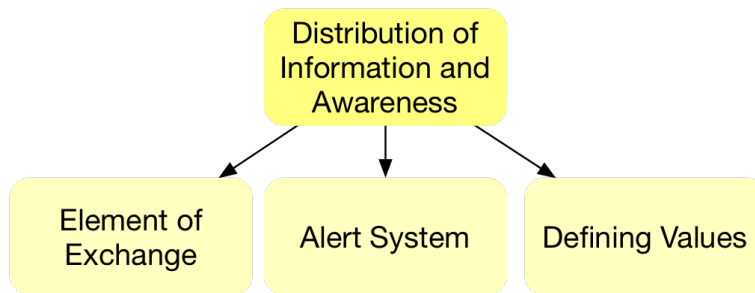 Distribution of
Information and
Awareness
Element of
Exchange
Alert System
Defining Values